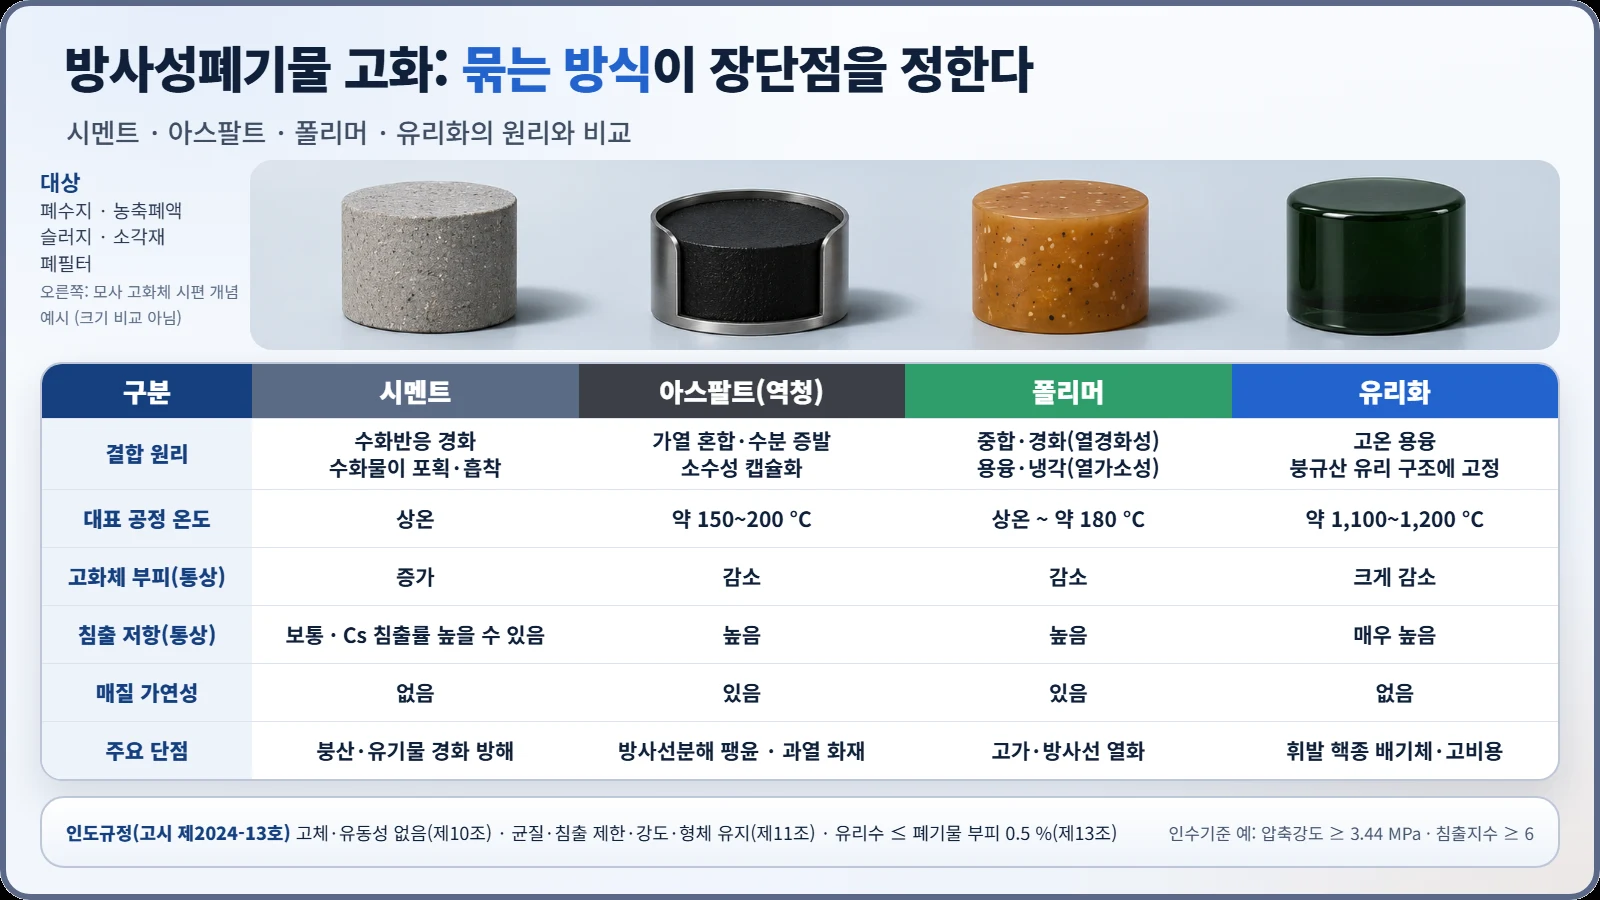 방사성폐기물 고화: 묶는 방식이 장단점을 정한다
시멘트 · 아스팔트 · 폴리머 · 유리화의 원리와 비교
대상
폐수지 · 농축폐액
슬러지 · 소각재
폐필터
오른쪽: 모사 고화체 시편 개념
예시 (크기 비교 아님)
구분 시멘트 아스팔트(역청) 폴리머 유리화
결합 원리
수화반응 경화
수화물이 포획·흡착
가열 혼합·수분 증발
소수성 캡슐화
중합·경화(열경화성)
용융·냉각(열가소성)
고온 용융
붕규산 유리 구조에 고정
대표 공정 온도 상온 약 150~200 °C 상온 ~ 약 180 °C 약 1,100~1,200 °C
고화체 부피(통상) 증가 감소 감소 크게 감소
침출 저항(통상) 보통 · Cs 침출률 높을 수 있음 높음 높음 매우 높음
매질 가연성 없음 있음 있음 없음
주요 단점 붕산·유기물 경화 방해 방사선분해 팽윤 · 과열 화재 고가·방사선 열화 휘발 핵종 배기체·고비용
인도규정(고시 제2024-13호) 고체·유동성 없음(제10조) · 균질·침출 제한·강도·형체 유지(제11조) · 유리수 ≤ 폐기물 부피 0.5 %(제13조) 인수기준 예: 압축강도 ≥ 3.44 MPa · 침출지수 ≥ 6